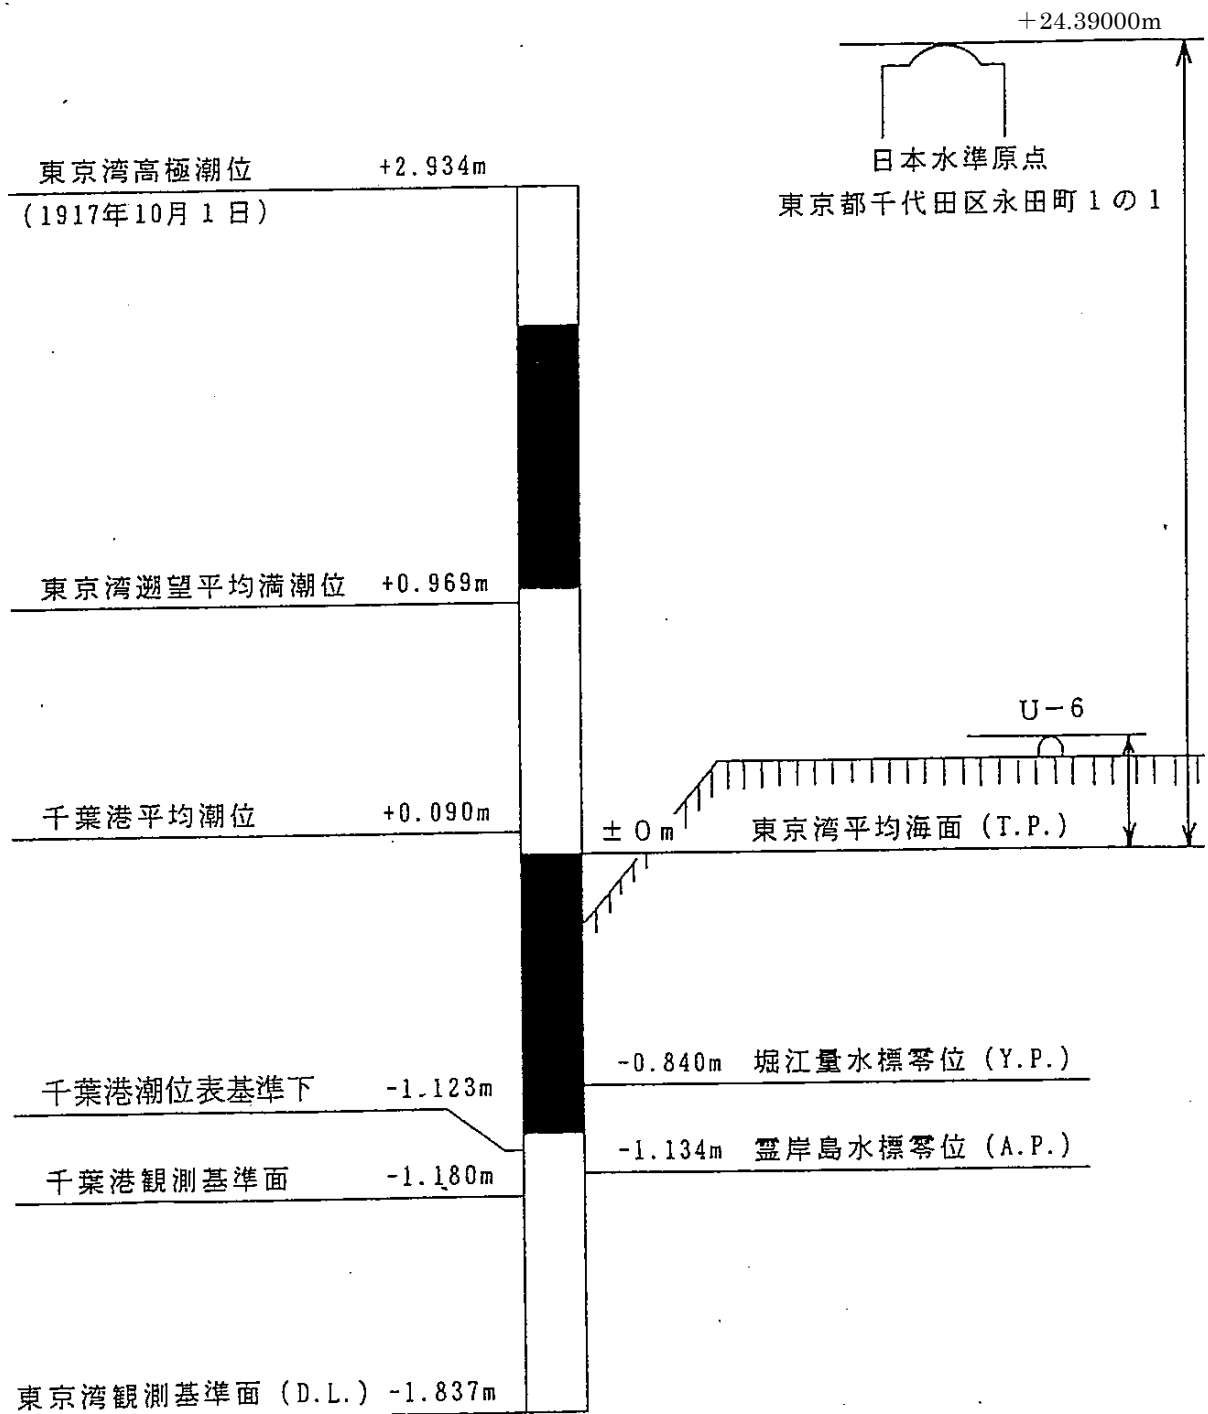 +24.39000m
日本水準原点
東京都千代田区永田町1の1
東京湾高極潮位 +2.934m
(1917年10月1日)
東京湾遡望平均満潮位 +0.969m
U-6
千葉港平均潮位 +0.090m
±0m 東京湾平均海面 (T.P.)
-0.840m 堀江量水標零位 (Y.P.)
千葉港潮位表基準下 -1.123m
-1.134m 霊岸島水標零位 (A.P.)
千葉港観測基準面 -1.180m
東京湾観測基準面 (D.L.) -1.837m